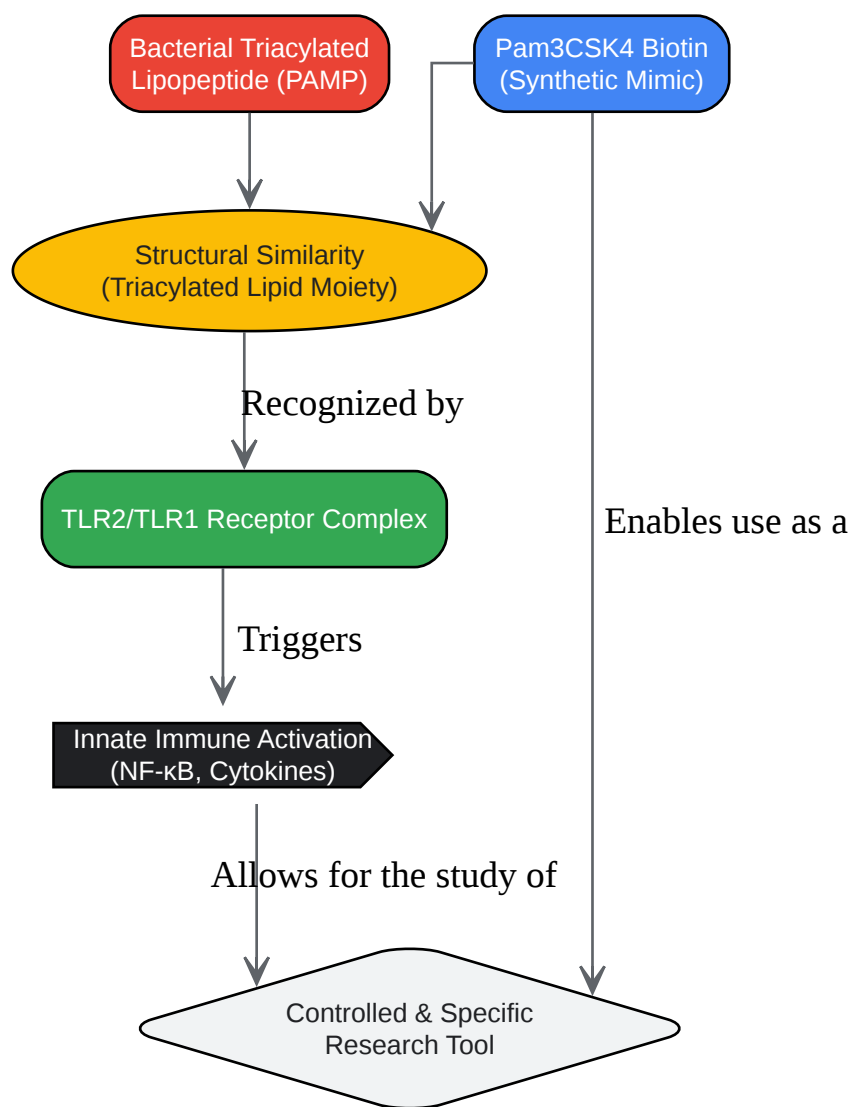 Bacterial Triacylated
Lipopeptide (PAMP)
Pam3CSK4 Biotin
(Synthetic Mimic)
Structural Similarity
(Triacylated Lipid Moiety)
Recognized by
TLR2/TLR1 Receptor Complex
Enables use as a
Triggers
Innate Immune Activation
(NF-κB, Cytokines)
Allows for the study of
Controlled & Specific
Research Tool